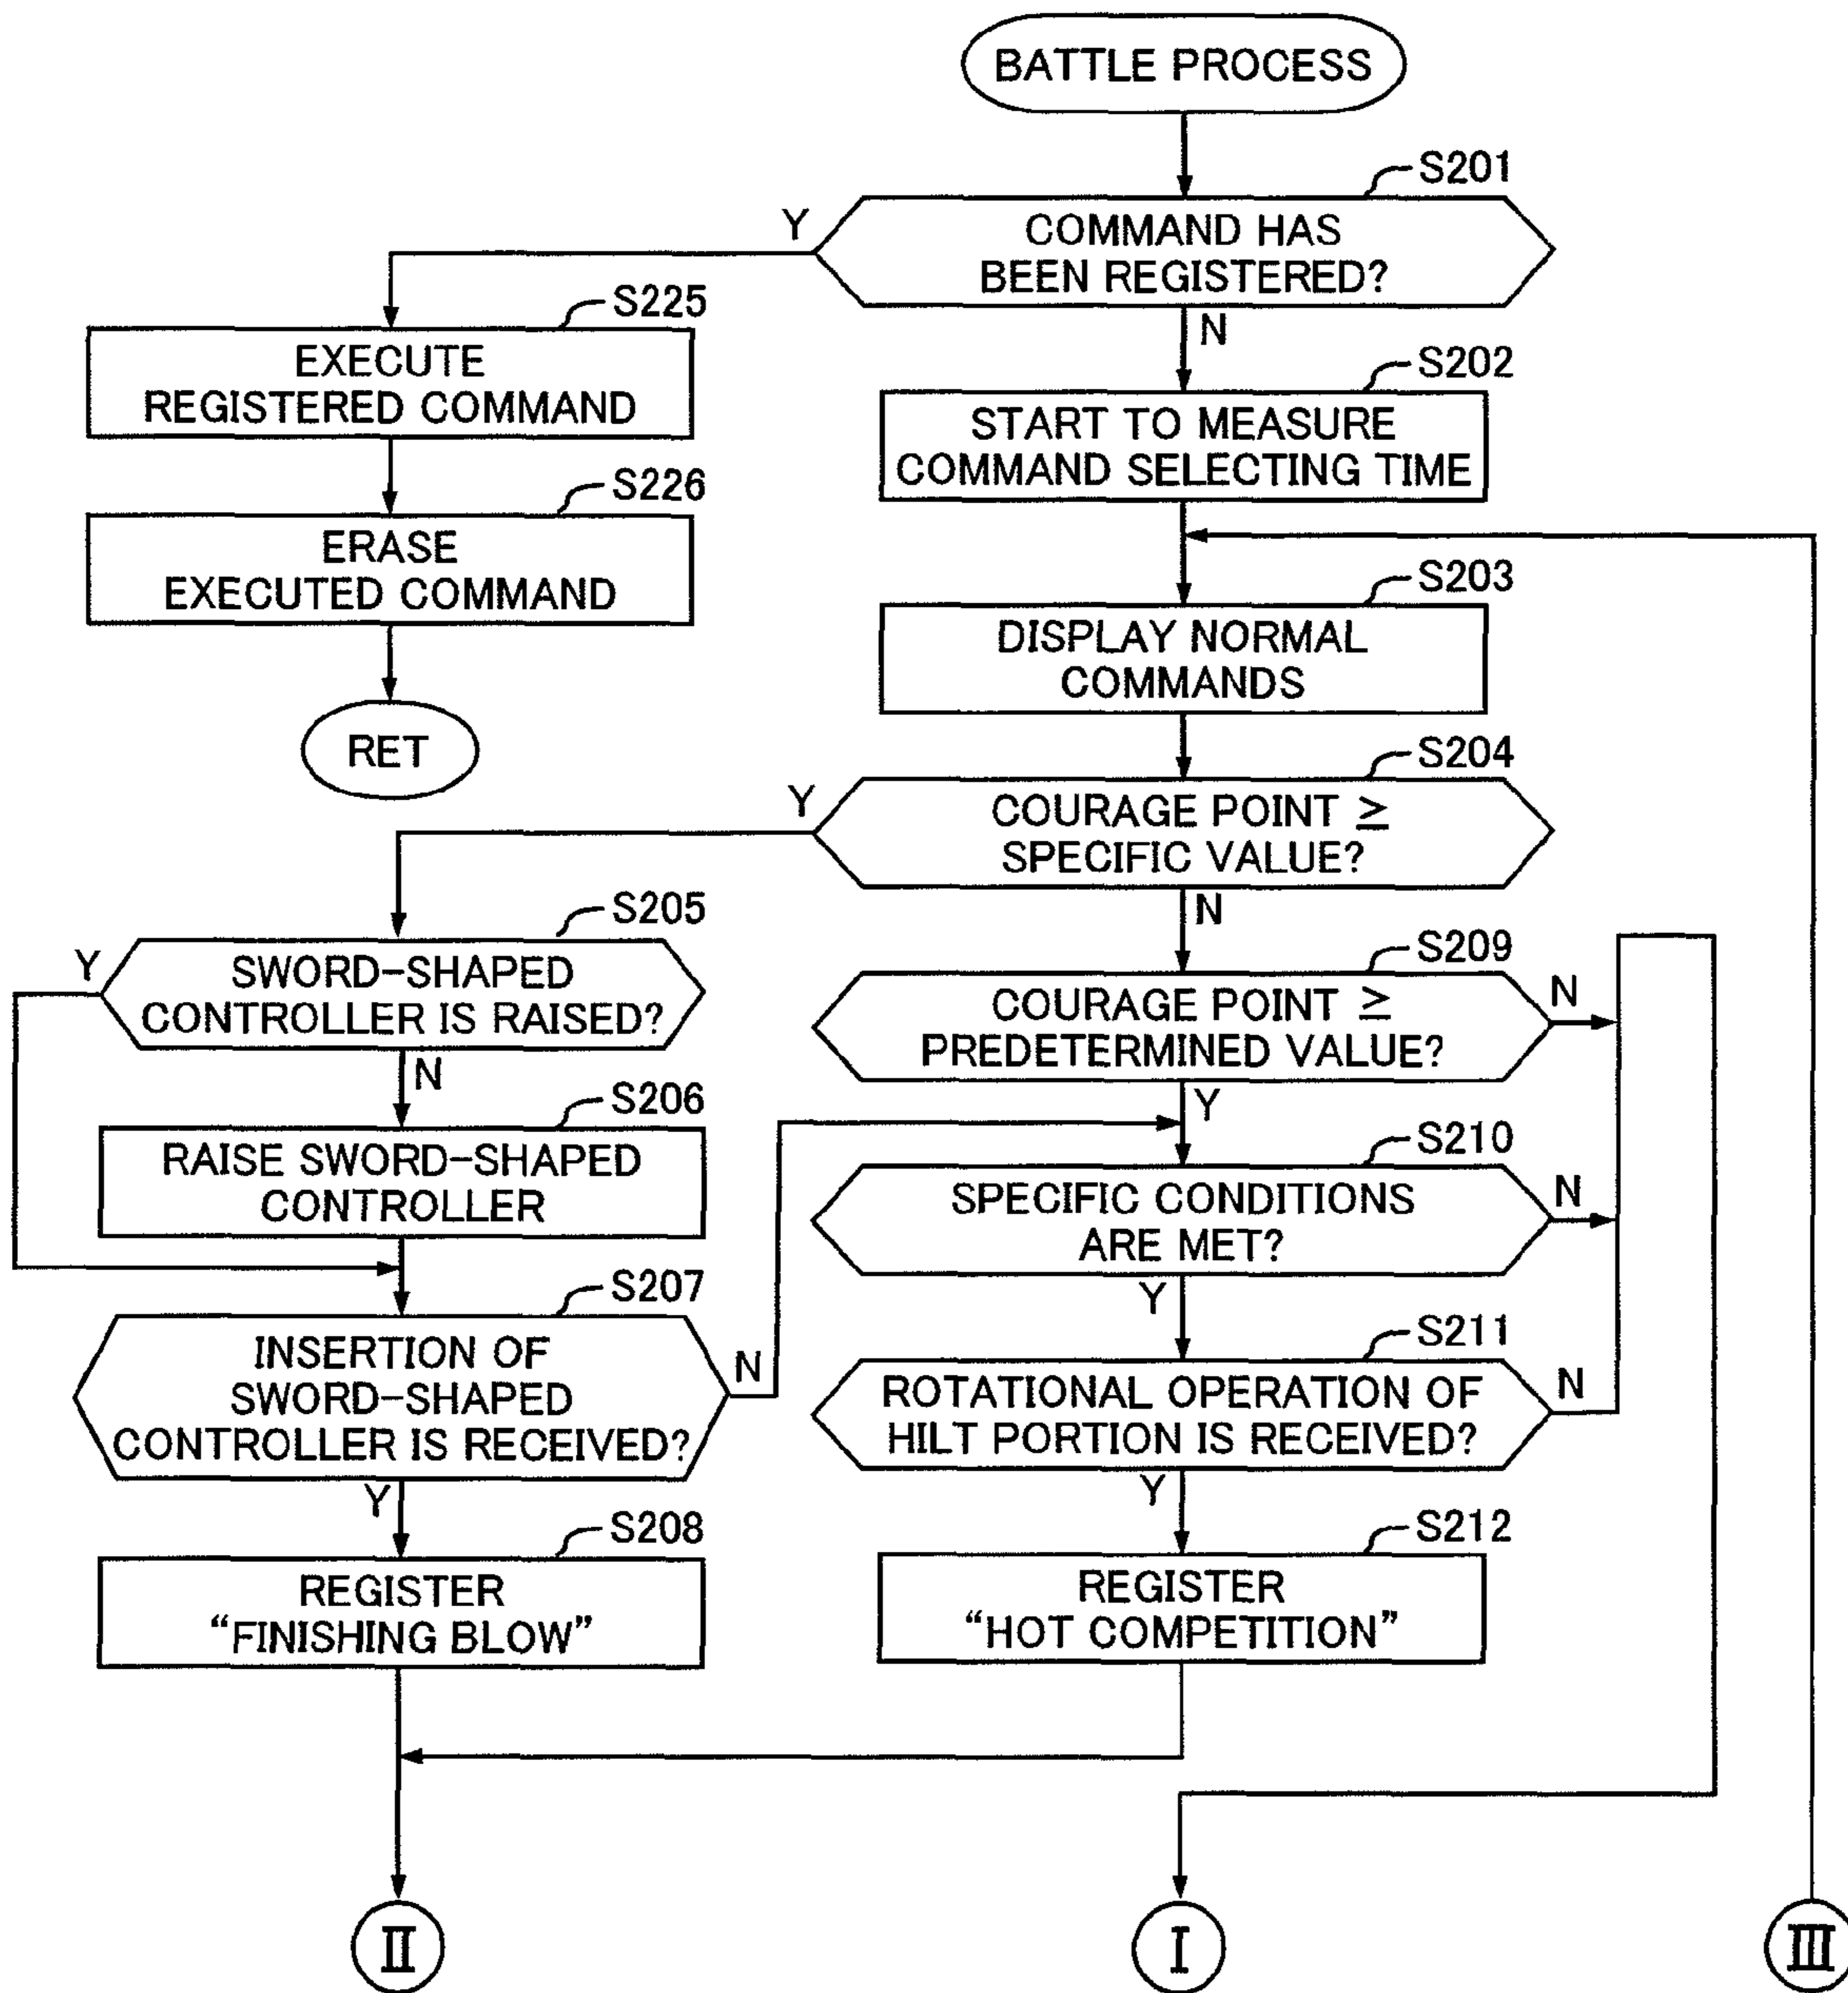 BATTLE PROCESS
S201
Y
COMMAND HAS
BEEN REGISTERED?
N
S225
EXECUTE
REGISTERED COMMAND
S202
START TO MEASURE
COMMAND SELECTING TIME
S226
ERASE
EXECUTED COMMAND
S203
DISPLAY NORMAL
COMMANDS
RET
S204
Y
COURAGE POINT ≥
SPECIFIC VALUE?
N
S205
Y
SWORD-SHAPED
CONTROLLER IS RAISED?
N
S209
COURAGE POINT ≥
PREDETERMINED VALUE?
N
Y
S206
RAISE SWORD-SHAPED
CONTROLLER
S210
SPECIFIC CONDITIONS
ARE MET?
N
Y
S207
INSERTION OF
SWORD-SHAPED
CONTROLLER IS RECEIVED?
N
Y
S211
ROTATIONAL OPERATION OF
HILT PORTION IS RECEIVED?
N
Y
S208
REGISTER
“FINISHING BLOW”
S212
REGISTER
“HOT COMPETITION”
II
I
III